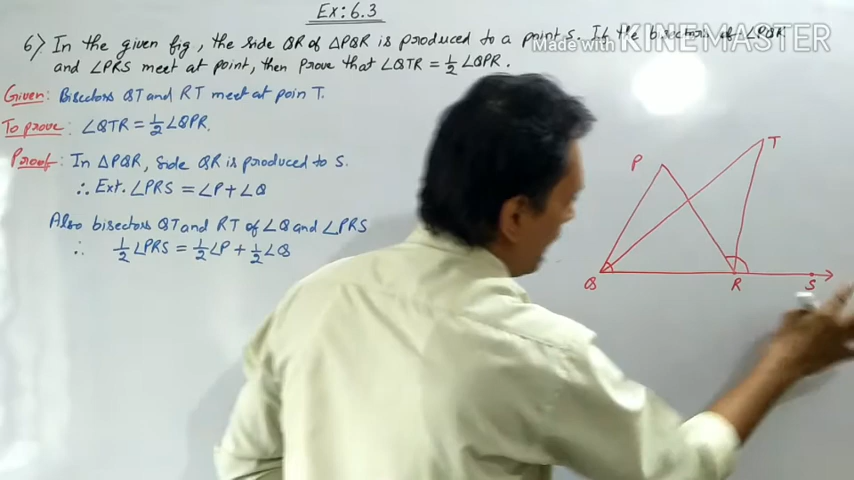 Ex: 6.3
6) In the given fig, the side QR of ΔPQR is produced to a point S. If the bisectors of ∠PQR
Made with KINEMASTER
and ∠PRS meet at point, then prove that ∠QTR = 1/2 ∠QPR.
Given: Bisectors QT and RT meet at poin T.
To prove: ∠QTR = 1/2 ∠QPR.
Proof: In ΔPQR, side QR is produced to S.
∴ Ext. ∠PRS = ∠P + ∠Q
Also bisectors QT and RT of ∠Q and ∠PRS
∴ 1/2 ∠PRS = 1/2 ∠P + 1/2 ∠Q
P
T
Q
R
S